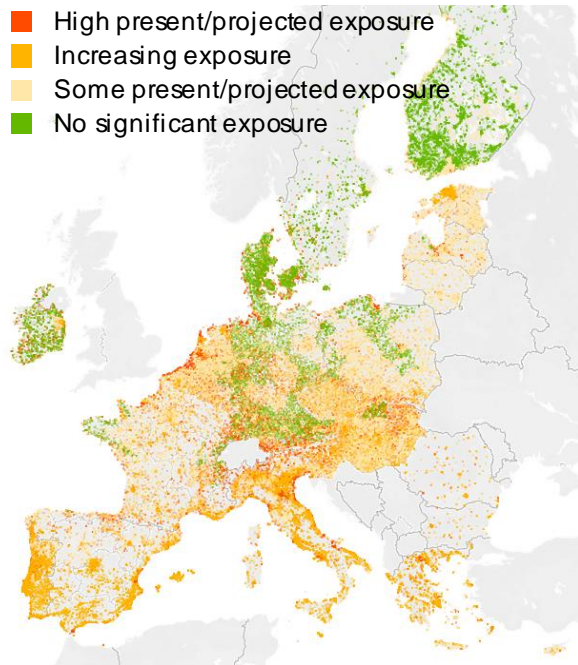 High present/projected exposure
Increasing exposure
Some present/projected exposure
No significant exposure